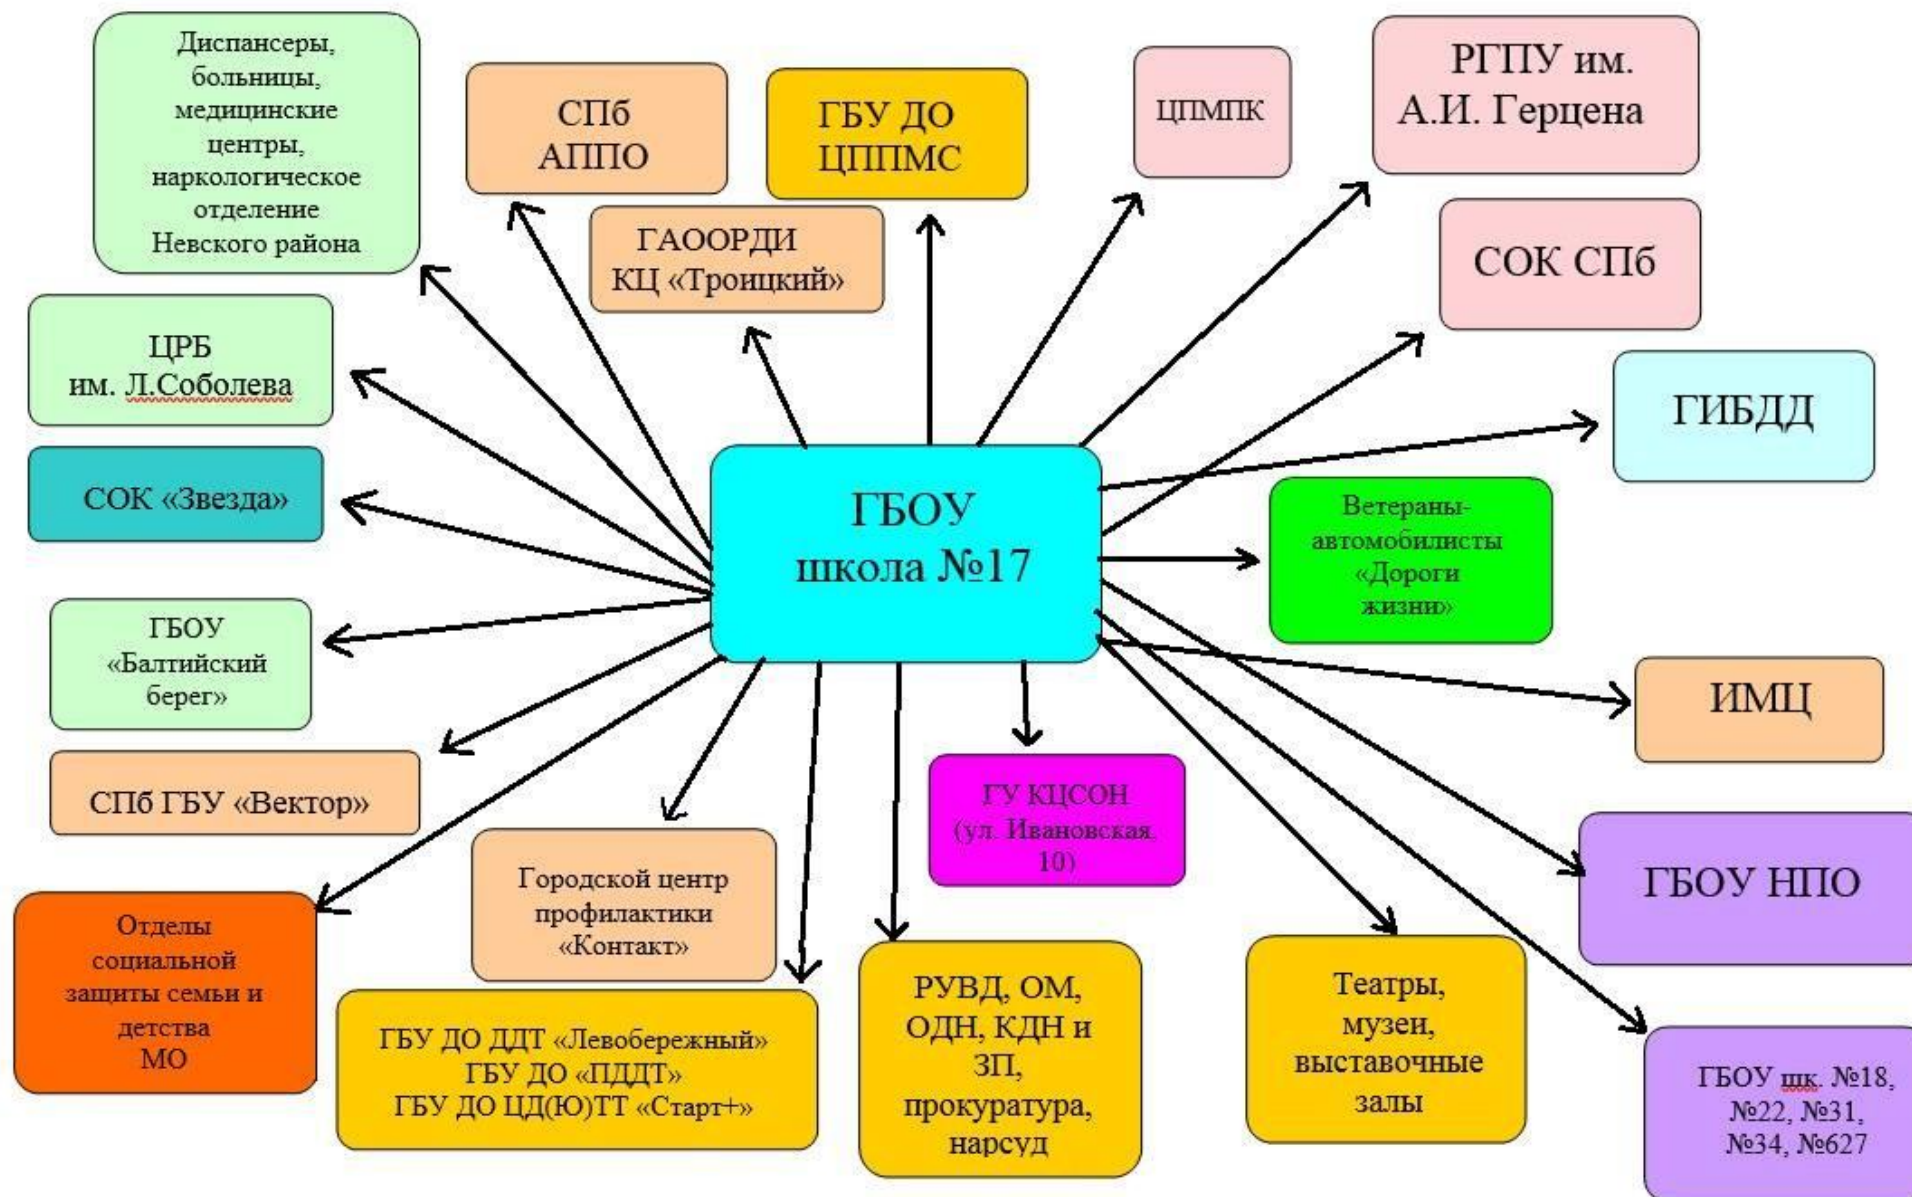 Диспансеры,
больницы,
медицинские
центры,
наркологическое
отделение
Невского района
СПб
АППО
ГБУ ДО
ЦППМС
ЦПМПК
РГПУ им.
А.И. Герцена
ГАООРДИ
КЦ «Троицкий»
СОК СПб
ЦРБ
им. Л.Соболева
ГИБДД
СОК «Звезда»
ГБОУ
школа №17
Ветераны-
автомобилисты
«Дороги
жизни»
ГБОУ
«Балтийский
берег»
ИМЦ
СПб ГБУ «Вектор»
ГУ КЦСОН
(ул. Ивановская,
10)
Городской центр
профилактики
«Контакт»
ГБОУ НПО
Отделы
социальной
защиты семьи и
детства
МО
ГБУ ДО ДДТ «Левобережный»
ГБУ ДО «ПДДТ»
ГБУ ДО ЦД(Ю)ТТ «Старт+»
РУВД, ОМ,
ОДН, КДН и
ЗП,
прокуратура,
нарсуд
Театры,
музеи,
выставочные
залы
ГБОУ шк. №18,
№22, №31,
№34, №627